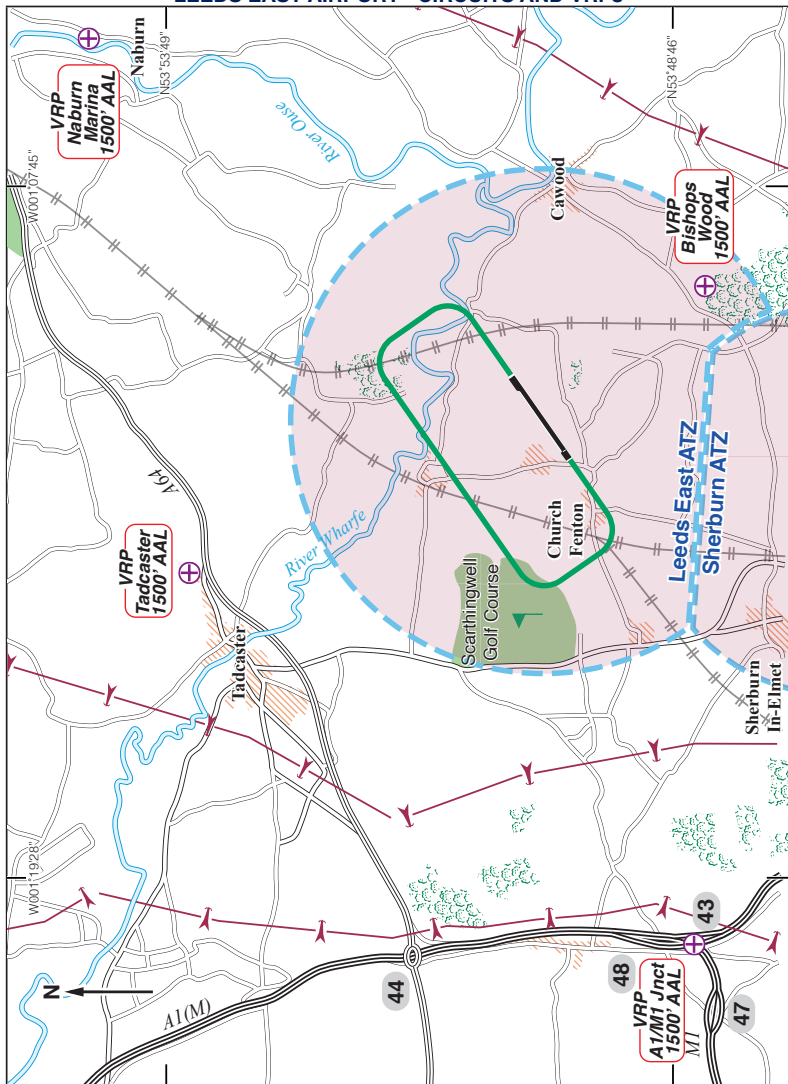 LEEDS EAST AIRPORT - CIRCUITS AND VRPS
VRP
Naburn
Marina
1500' AAL
Naburn
N53°53'49"
N53°48'46"
W001°07'45"
River Ouse
Cawood
VRP
Bishops
Wood
1500' AAL
A64
VRP
Tadcaster
1500' AAL
River Wharfe
Tadcaster
Church
Fenton
Scarthingwell
Golf Course
Leeds East ATZ
Sherburn ATZ
Sherburn
In-Elmet
W001°19'28"
N
A1(M)
44
48
43
VRP
A1/M1 Jnct
1500' AAL
M1
47